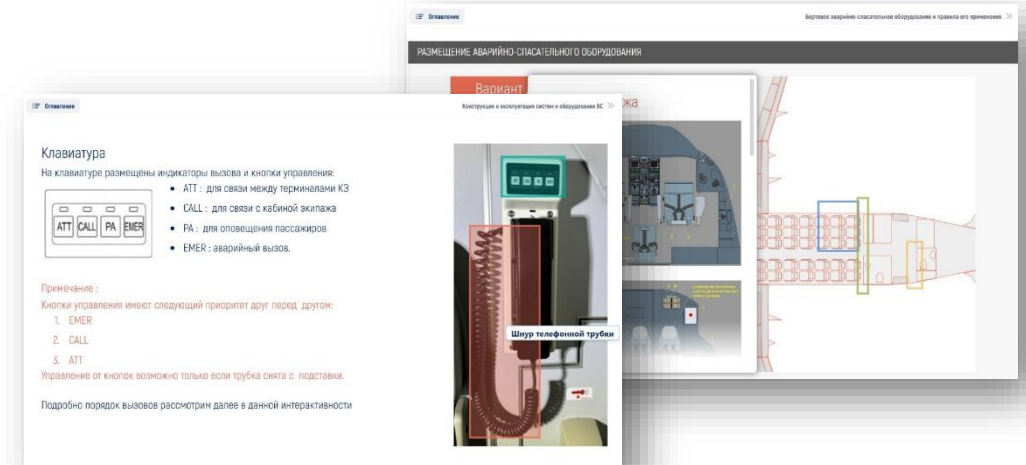 Оглавление
Бортовое аварийно-спасательное оборудование и правила его применения
РАЗМЕЩЕНИЕ АВАРИЙНО-СПАСАТЕЛЬНОГО ОБОРУДОВАНИЯ
Вариант
жа
Оглавление
Конструкция и эксплуатация систем и оборудования ВС
Клавиатура
На клавиатуре размещены индикаторы вызова и кнопки управления:
ATT CALL PA EMER
• ATT : для связи между терминалами КЭ
• CALL : для связи с кабиной экипажа
• PA : для оповещения пассажиров
• EMER : аварийный вызов.
Примечание :
Кнопки управления имеют следующий приоритет друг перед другом:
1. EMER
2. CALL
3. ATT
Управление от кнопок возможно только если трубка снята с подставки.
Подробно порядок вызовов рассмотрим далее в данной интерактивности
Шнур телефонной трубки